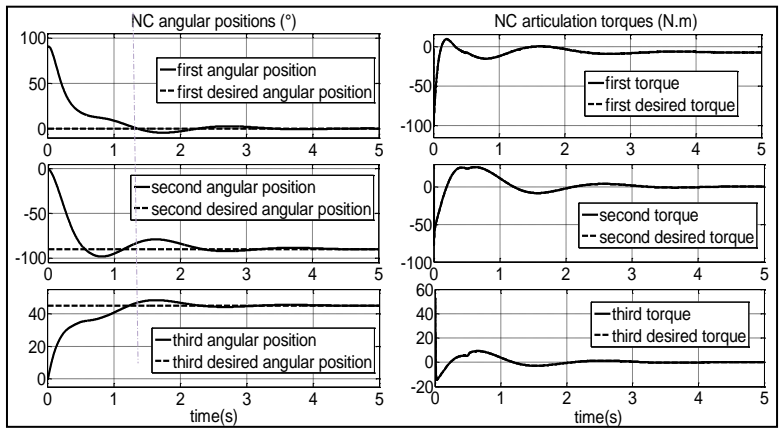 NC angular positions (°)
100
50
0
first angular position
first desired angular position
0 1 2 3 4 5
0
-50
-100
second angular position
second desired angular position
0 1 2 3 4 5
40
20
0
third angular position
third desired angular position
0 1 2 3 4 5
time(s)
NC articulation torques (N.m)
0
-50
-100
first torque
first desired torque
0 1 2 3 4 5
0
-50
-100
second torque
second desired torque
0 1 2 3 4 5
60
40
20
0
-20
third torque
third desired torque
0 1 2 3 4 5
time(s)